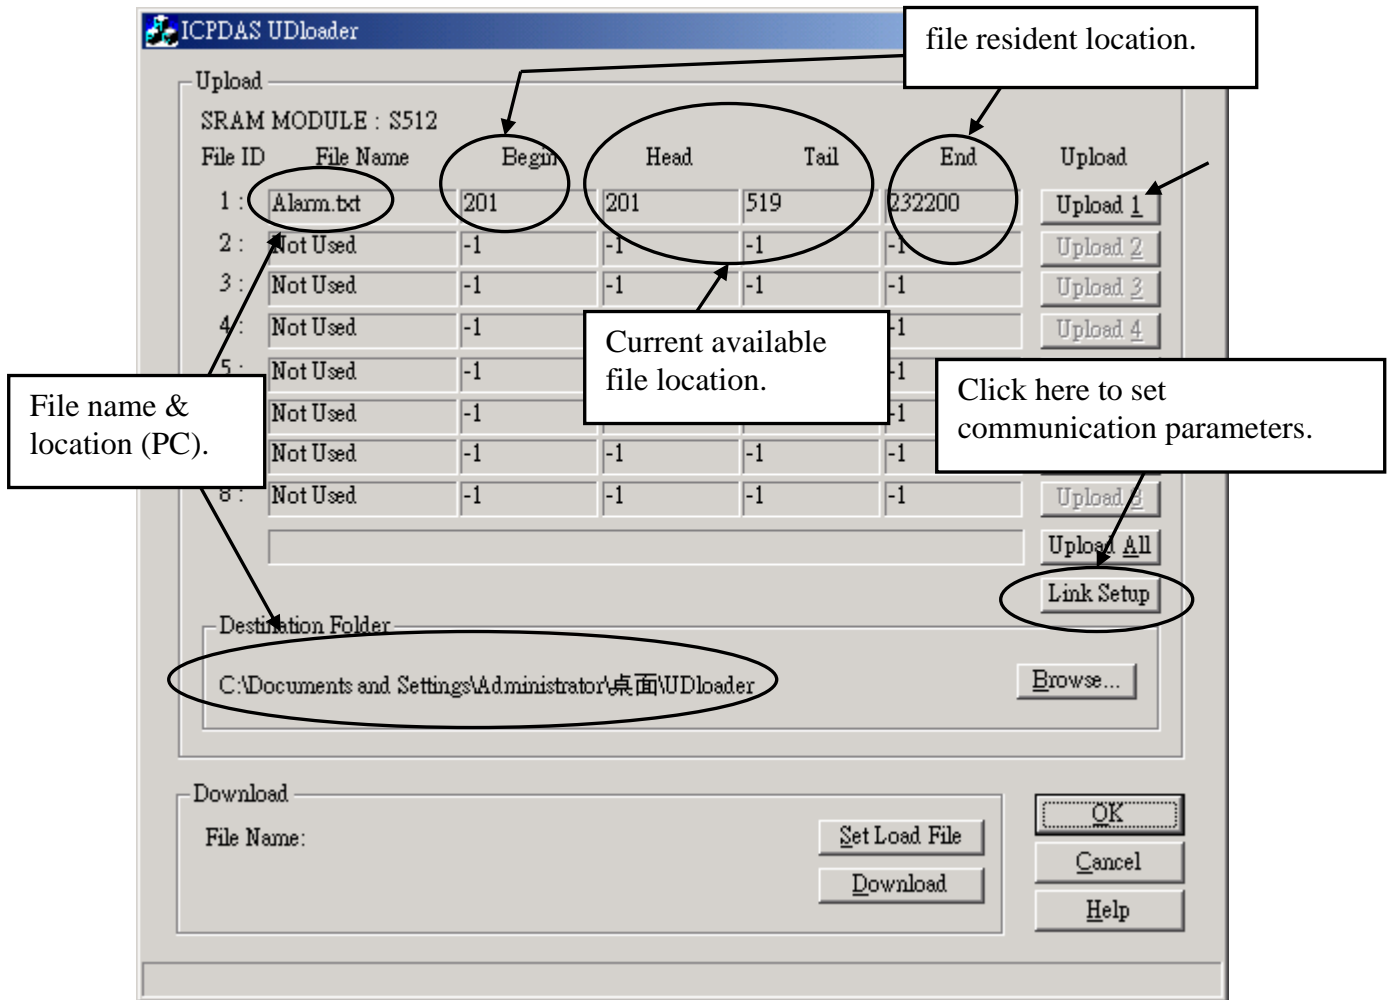 ICPDAS UDloader
file resident location.
Upload
SRAM MODULE : S512
File ID File Name Begin Head Tail End Upload
1 : Alarm.txt 201 201 519 232200 Upload 1
2 : Not Used -1 -1 -1 -1 Upload 2
3 : Not Used -1 -1 -1 -1 Upload 3
4 : Not Used -1 -1 Upload 4
Current available
file location.
5 : Not Used -1 -1
Click here to set
communication parameters.
File name &
location (PC).
Not Used -1 -1
Not Used -1 -1 -1 -1
8 : Not Used -1 -1 -1 -1 Upload 8
Upload All
Link Setup
Destination Folder
C:\Documents and Settings\Administrator\桌面\UDloader
Browse...
Download
File Name:
Set Load File
Download
OK
Cancel
Help